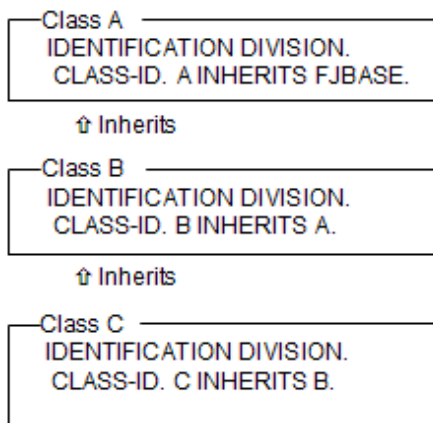 Class A
IDENTIFICATION DIVISION.
CLASS-ID. A INHERITS FJBASE.
⇧ Inherits
Class B
IDENTIFICATION DIVISION.
CLASS-ID. B INHERITS A.
⇧ Inherits
Class C
IDENTIFICATION DIVISION.
CLASS-ID. C INHERITS B.